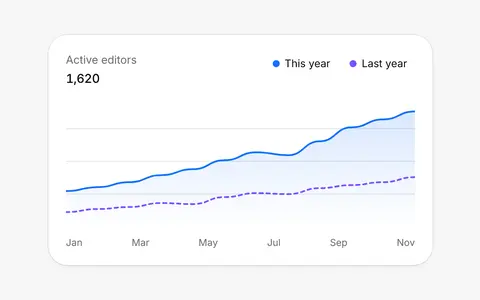 Active editors
1,620
This year
Last year
Jan Mar May Jul Sep Nov